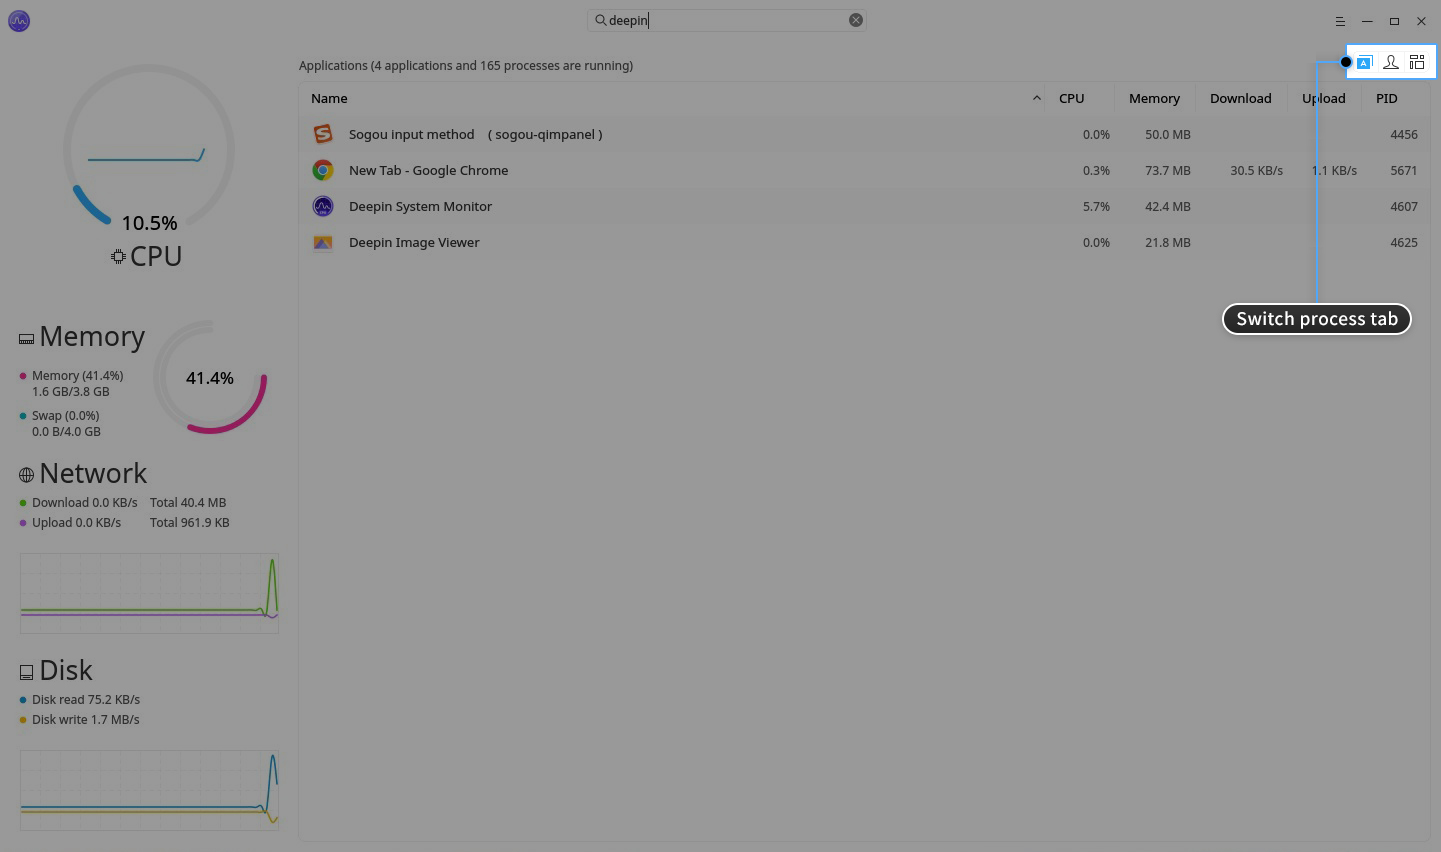 deepin
Applications (4 applications and 165 processes are running)
Name CPU Memory Download Upload PID
Sogou input method ( sogou-qimpanel ) 0.0% 50.0 MB 4456
New Tab - Google Chrome 0.3% 73.7 MB 30.5 KB/s 1.1 KB/s 5671
Deepin System Monitor 5.7% 42.4 MB 4607
Deepin Image Viewer 0.0% 21.8 MB 4625
Switch process tab
10.5%
CPU
Memory
Memory (41.4%)
1.6 GB/3.8 GB
41.4%
Swap (0.0%)
0.0 B/4.0 GB
Network
Download 0.0 KB/s Total 40.4 MB
Upload 0.0 KB/s Total 961.9 KB
Disk
Disk read 75.2 KB/s
Disk write 1.7 MB/s